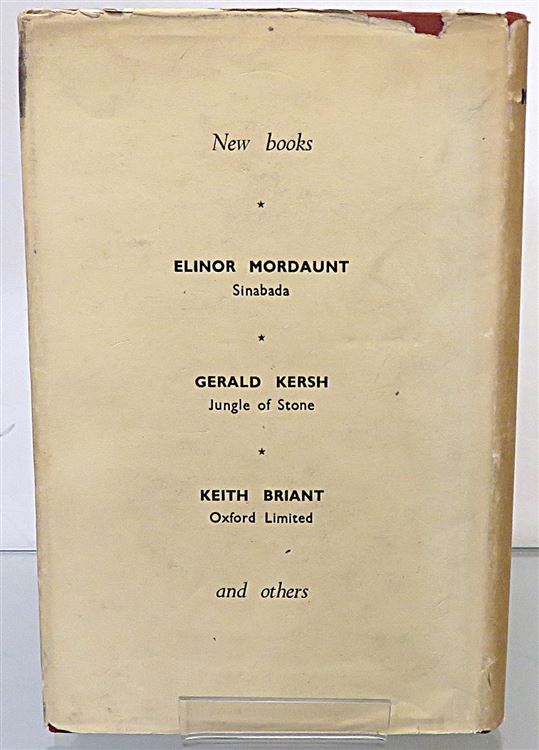 New books
★
ELINOR MORDAUNT
Sinabada
★
GERALD KERSH
Jungle of Stone
★
KEITH BRIANT
Oxford Limited
and others